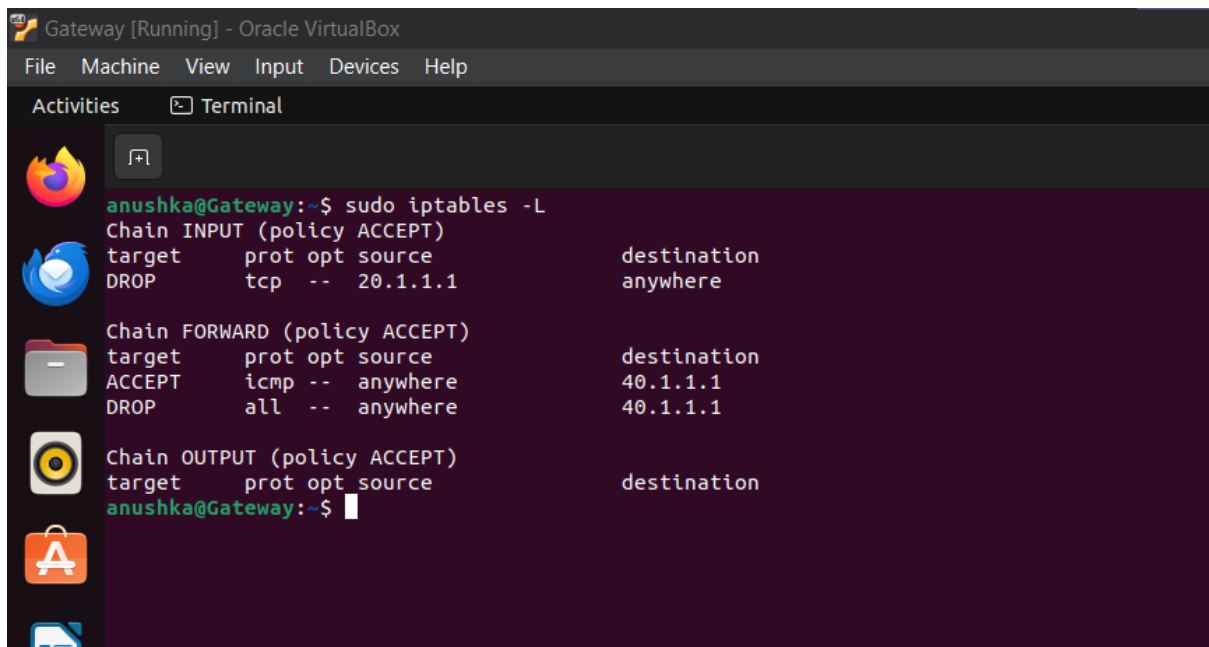 Gateway [Running] - Oracle VirtualBox
File Machine View Input Devices Help
Activities Terminal
anushka@Gateway:~$ sudo iptables -L
Chain INPUT (policy ACCEPT)
target prot opt source destination
DROP tcp -- 20.1.1.1 anywhere
Chain FORWARD (policy ACCEPT)
target prot opt source destination
ACCEPT icmp -- anywhere 40.1.1.1
DROP all -- anywhere 40.1.1.1
Chain OUTPUT (policy ACCEPT)
target prot opt source destination
anushka@Gateway:~$